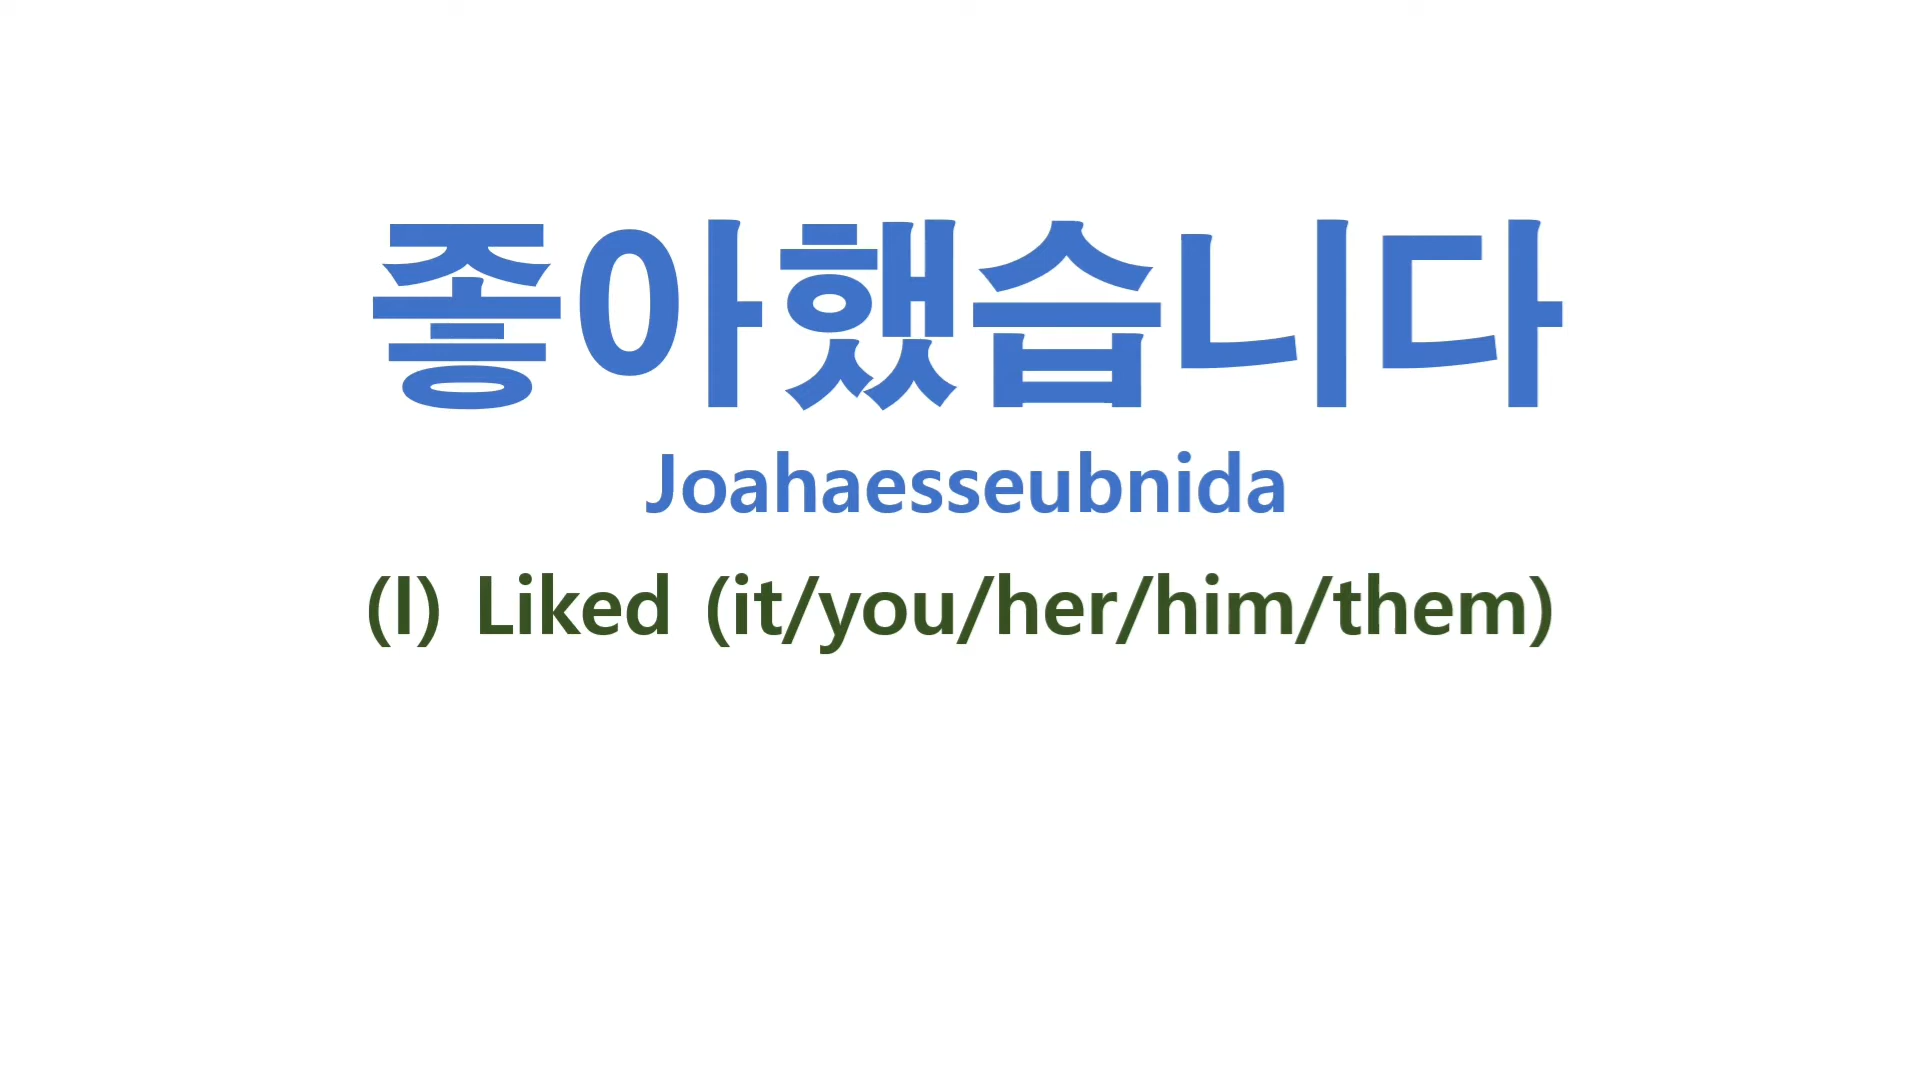 좋아했습니다
Joahaesseubnida
(I) Liked (it/you/her/him/them)